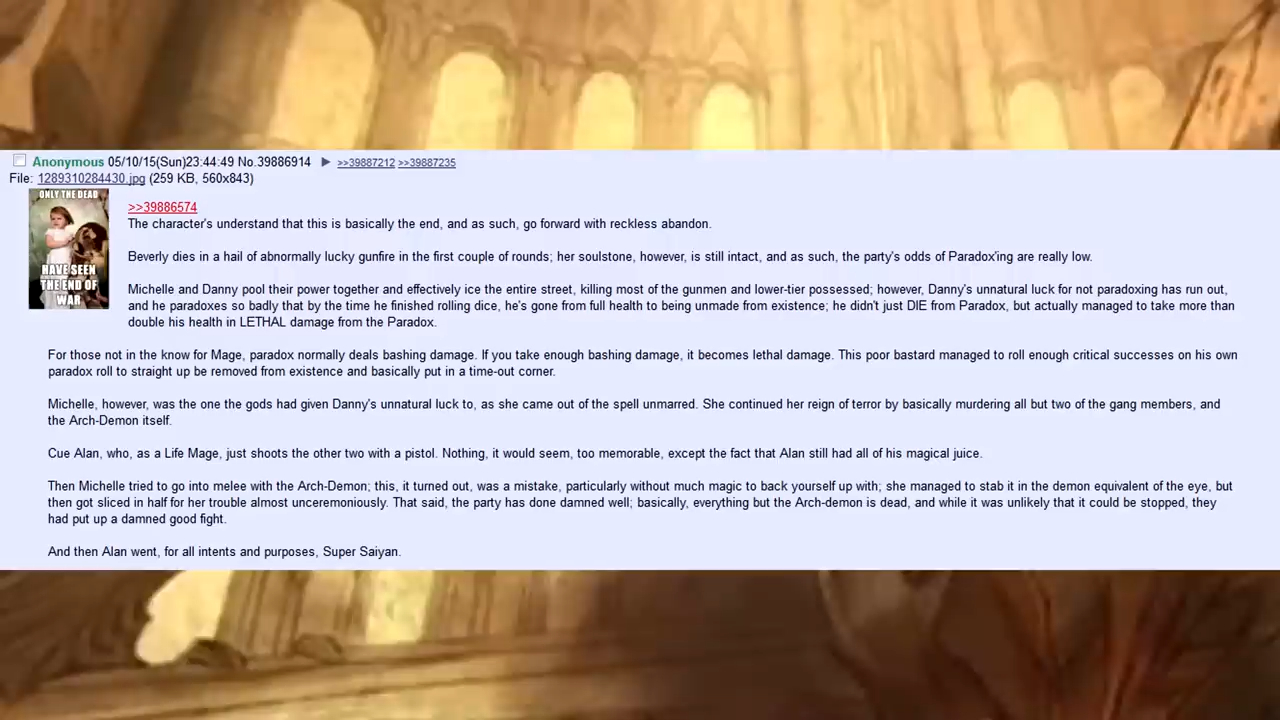 Anonymous 05/10/15(Sun)23:44:49 No.39886914 ▶ >>39887212 >>39887235
File: 1289310284430.jpg (259 KB, 560x843)
ONLY THE DEAD
HAVE SEEN
THE END OF
WAR
>>39886574
The character's understand that this is basically the end, and as such, go forward with reckless abandon.
Beverly dies in a hail of abnormally lucky gunfire in the first couple of rounds; her soulstone, however, is still intact, and as such, the party's odds of Paradox'ing are really low.
Michelle and Danny pool their power together and effectively ice the entire street, killing most of the gunmen and lower-tier possessed; however, Danny's unnatural luck for not paradoxing has run out,
and he paradoxes so badly that by the time he finished rolling dice, he's gone from full health to being unmade from existence; he didn't just DIE from Paradox, but actually managed to take more than
double his health in LETHAL damage from the Paradox.
For those not in the know for Mage, paradox normally deals bashing damage. If you take enough bashing damage, it becomes lethal damage. This poor bastard managed to roll enough critical successes on his own
paradox roll to straight up be removed from existence and basically put in a time-out corner.
Michelle, however, was the one the gods had given Danny's unnatural luck to, as she came out of the spell unmarred. She continued her reign of terror by basically murdering all but two of the gang members, and
the Arch-Demon itself.
Cue Alan, who, as a Life Mage, just shoots the other two with a pistol. Nothing, it would seem, too memorable, except the fact that Alan still had all of his magical juice.
Then Michelle tried to go into melee with the Arch-Demon; this, it turned out, was a mistake, particularly without much magic to back yourself up with; she managed to stab it in the demon equivalent of the eye, but
then got sliced in half for her trouble almost unceremoniously. That said, the party has done damned well; basically, everything but the Arch-demon is dead, and while it was unlikely that it could be stopped, they
had put up a damned good fight.
And then Alan went, for all intents and purposes, Super Saiyan.